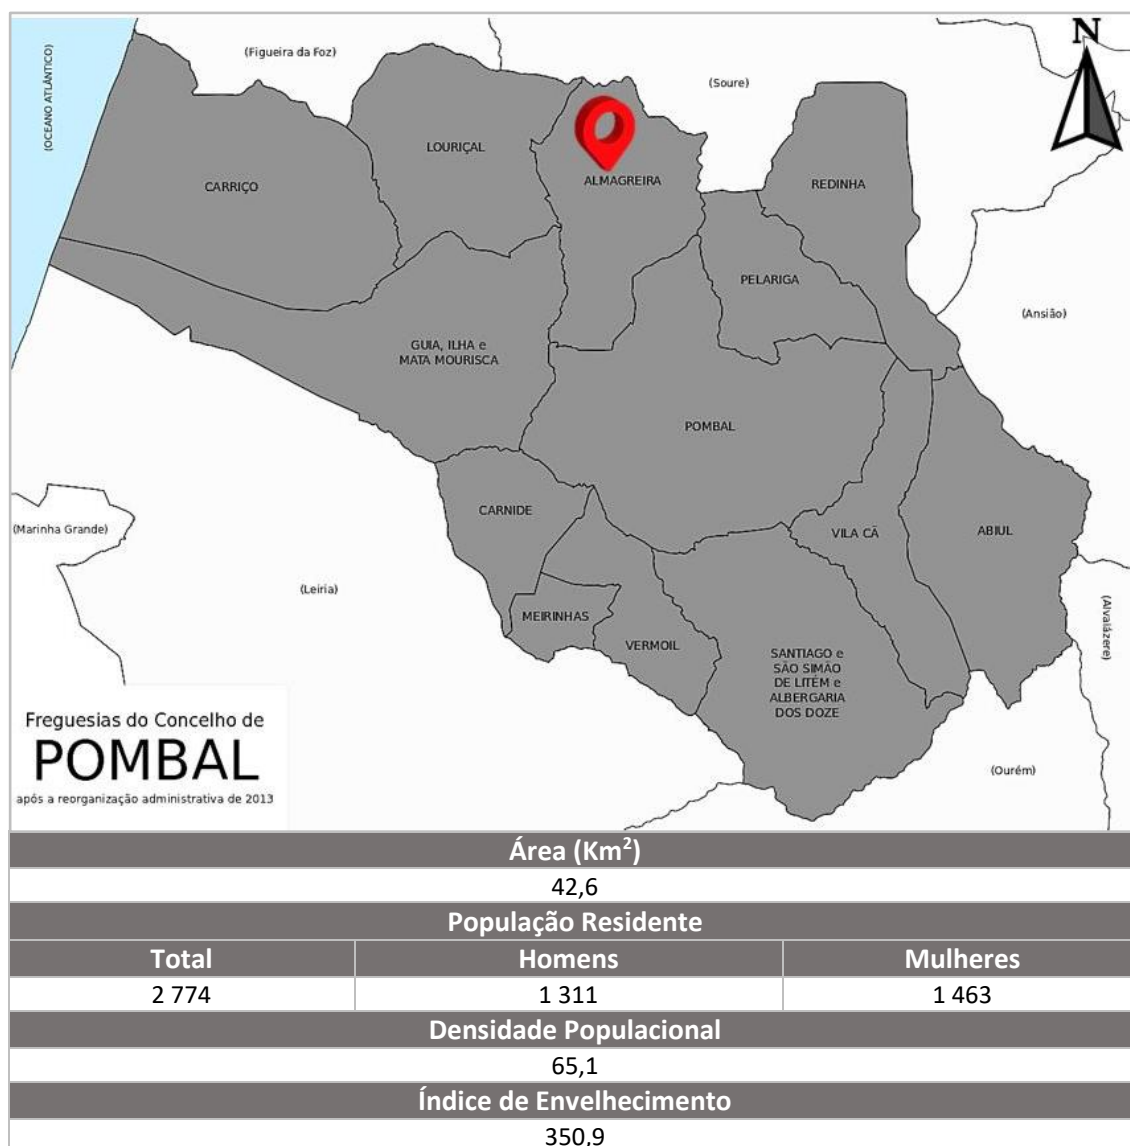 N
(Figueira da Foz)
(Soure)
(OCEANO ATLÂNTICO)
LOURIÇAL
CARRIÇO
ALMAGREIRA
REDINHA
PELARIGA
(Ansião)
GUIA, ILHA e
MATA MOURISCA
POMBAL
CARNIDE
VILA CÃ
ABIUL
(Marinha Grande)
(Leiria)
MEIRINHAS
VERMOIL
(Alvaiázere)
SANTIAGO e
SÃO SIMÃO
DE LITÉM e
ALBERGARIA
DOS DOZE
(Ourém)
Freguesias do Concelho de
POMBAL
após a reorganização administrativa de 2013
Área (Km²)
42,6
População Residente
Total Homens Mulheres
2 774 1 311 1 463
Densidade Populacional
65,1
Índice de Envelhecimento
350,9